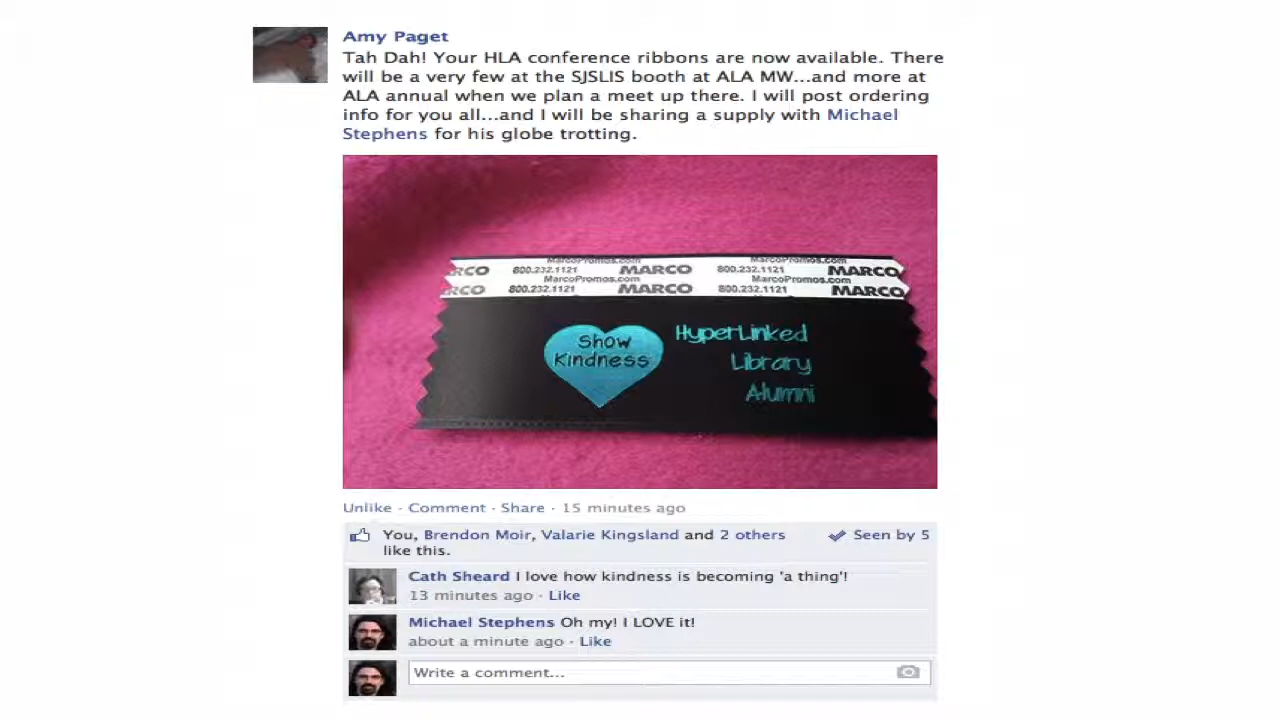 Amy Paget
Tah Dah! Your HLA conference ribbons are now available. There
will be a very few at the SJSLIS booth at ALA MW...and more at
ALA annual when we plan a meet up there. I will post ordering
info for you all...and I will be sharing a supply with Michael
Stephens for his globe trotting.
MarcoPromos.com MarcoPromos.com
RCO 800.232.1121 MARCO 800.232.1121 MARCO
MarcoPromos.com MarcoPromos.com
RCO 800.232.1121 MARCO 800.232.1121 MARCO
Show
Kindness
HyperLinked
Library
Alumni
Unlike · Comment · Share · 15 minutes ago
You, Brendon Moir, Valarie Kingsland and 2 others
like this.
Seen by 5
Cath Sheard I love how kindness is becoming 'a thing'!
13 minutes ago · Like
Michael Stephens Oh my! I LOVE it!
about a minute ago · Like
Write a comment...